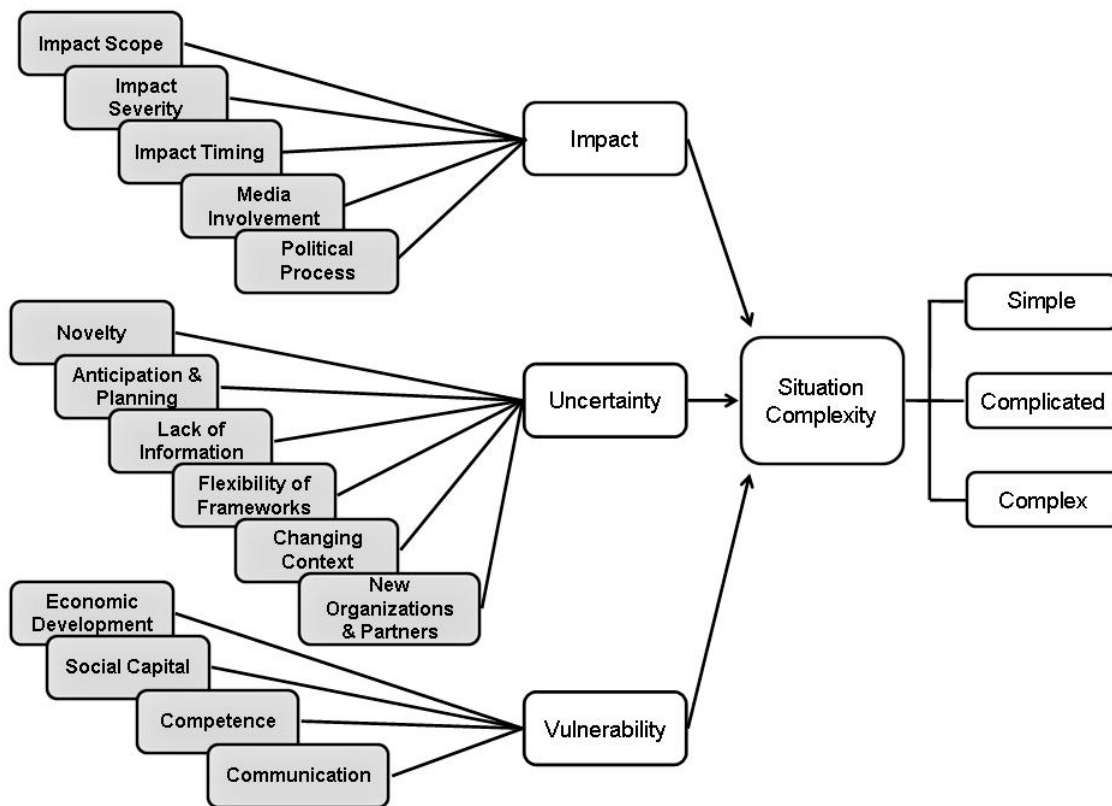 Impact Scope
Impact
Severity
Impact Timing
Media
Involvement
Political
Process
Impact
Novelty
Anticipation &
Planning
Lack of
Information
Flexibility of
Frameworks
Changing
Context
New
Organizations
& Partners
Uncertainty
Economic
Development
Social Capital
Competence
Communication
Vulnerability
Situation
Complexity
Simple
Complicated
Complex